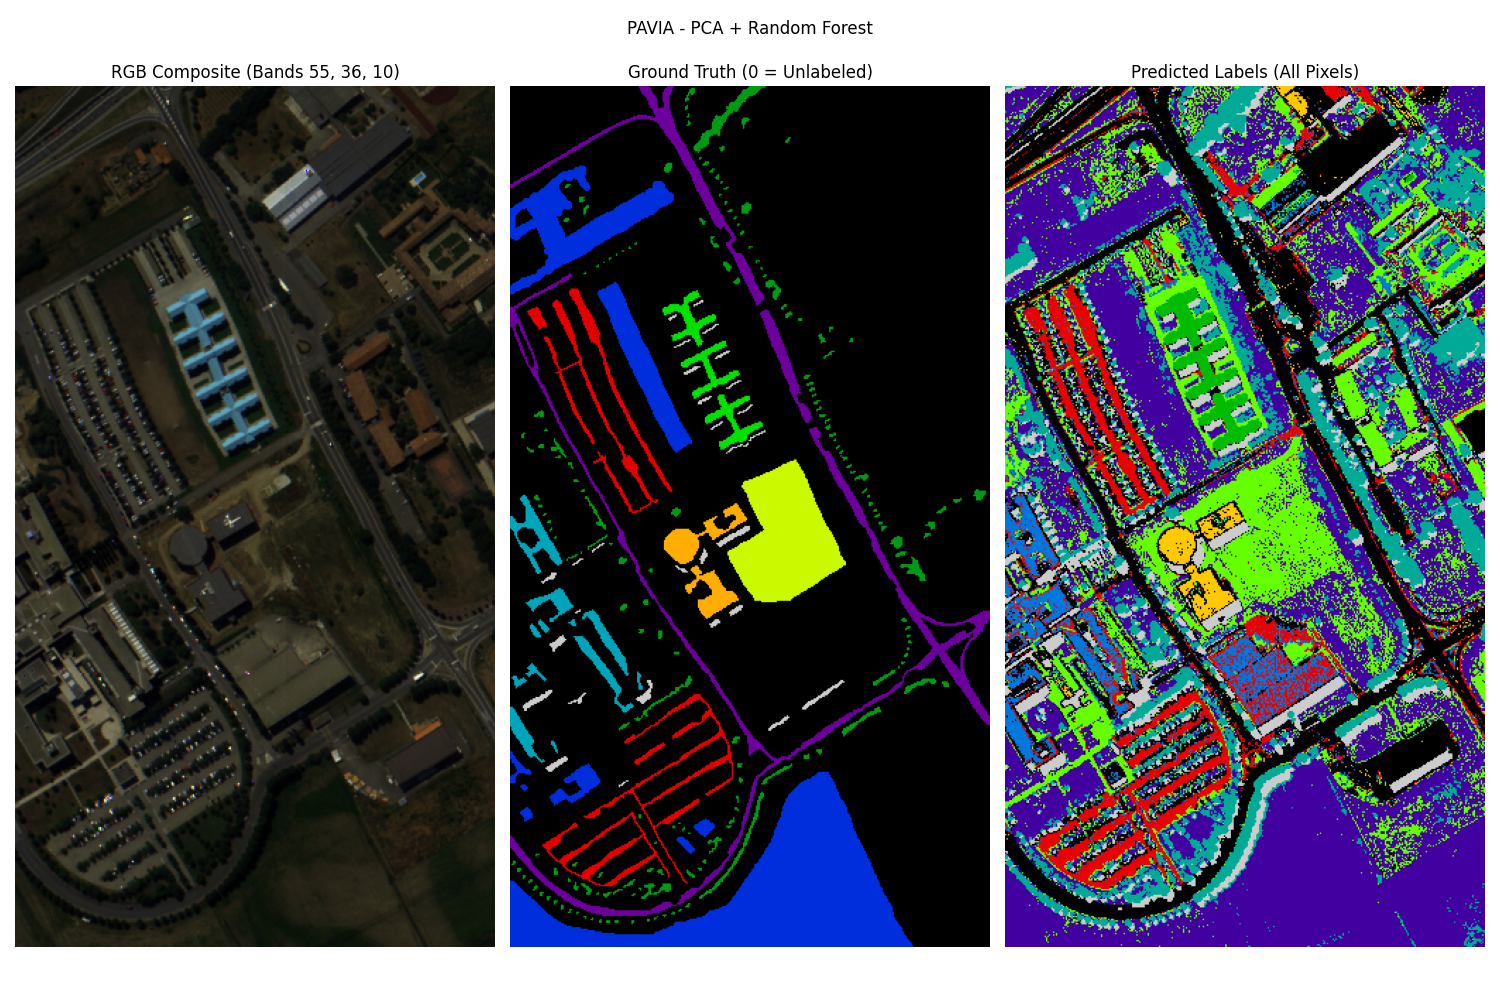 PAVIA - PCA + Random Forest
RGB Composite (Bands 55, 36, 10)
Ground Truth (0 = Unlabeled)
Predicted Labels (All Pixels)